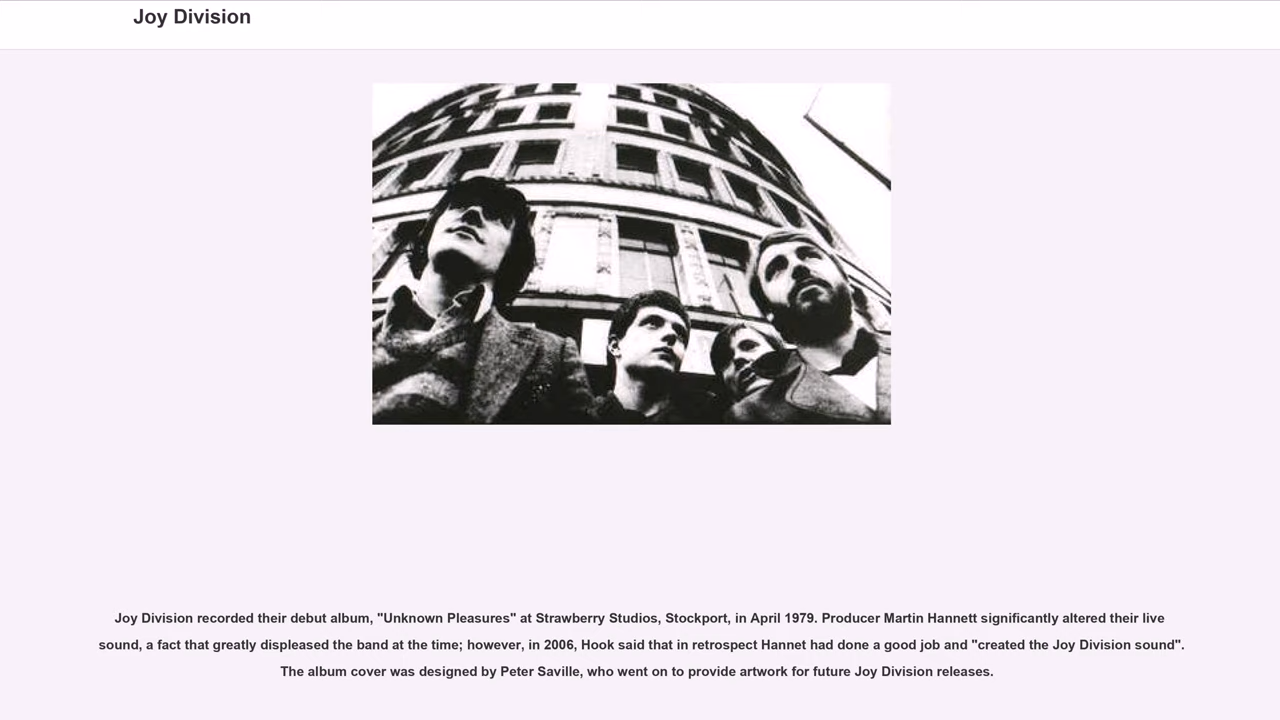 Joy Division
Joy Division recorded their debut album, "Unknown Pleasures" at Strawberry Studios, Stockport, in April 1979. Producer Martin Hannett significantly altered their live
sound, a fact that greatly displeased the band at the time; however, in 2006, Hook said that in retrospect Hannet had done a good job and "created the Joy Division sound".
The album cover was designed by Peter Saville, who went on to provide artwork for future Joy Division releases.